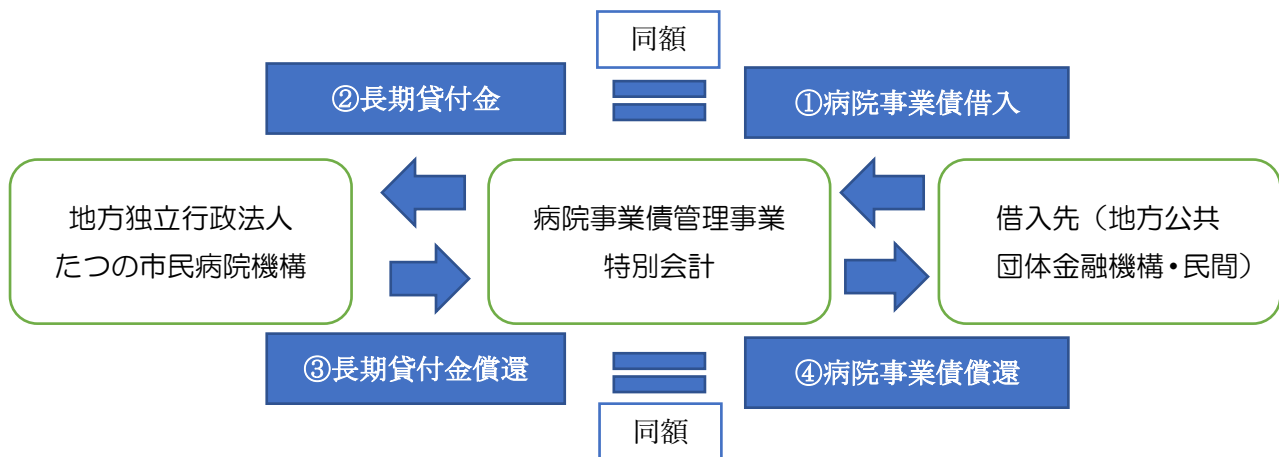 同額
②長期貸付金
①病院事業債借入
地方独立行政法人
たつの市民病院機構
病院事業債管理事業
特別会計
借入先（地方公共
団体金融機構・民間）
③長期貸付金償還
④病院事業債償還
同額